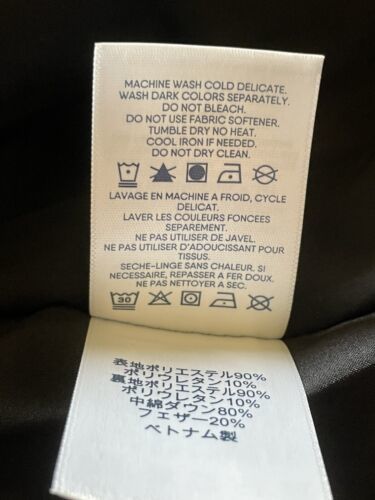 MACHINE WASH COLD DELICATE.
WASH DARK COLORS SEPARATELY.
DO NOT BLEACH.
DO NOT USE FABRIC SOFTENER.
TUMBLE DRY NO HEAT.
COOL IRON IF NEEDED.
DO NOT DRY CLEAN.
LAVAGE EN MACHINE A FROID, CYCLE
DELICAT.
LAVER LES COULEURS FONCEES
SEPAREMENT.
NE PAS UTILISER DE JAVEL.
NE PAS UTILISER D'ADOUCISSANT POUR
TISSUS.
SECHE-LINGE SANS CHALEUR. SI
NECESSAIRE, REPASSER A FER DOUX.
NE PAS NETTOYER A SEC.
30
表地ポリエステル90%
ポリウレタン10%
裏地ポリエステル90%
ポリウレタン10%
中綿ダウン80%
フェザー20%
ベトナム製